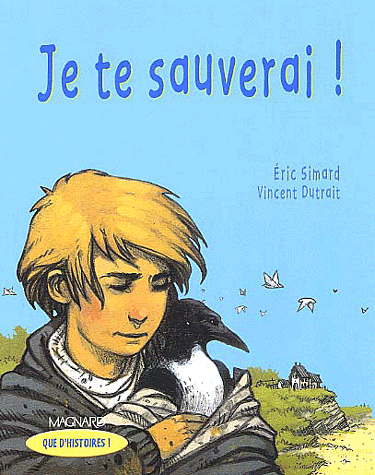 Je te sauverai !
Éric Simard
Vincent Dutrait
MAGNARD
QUE D'HISTOIRES !